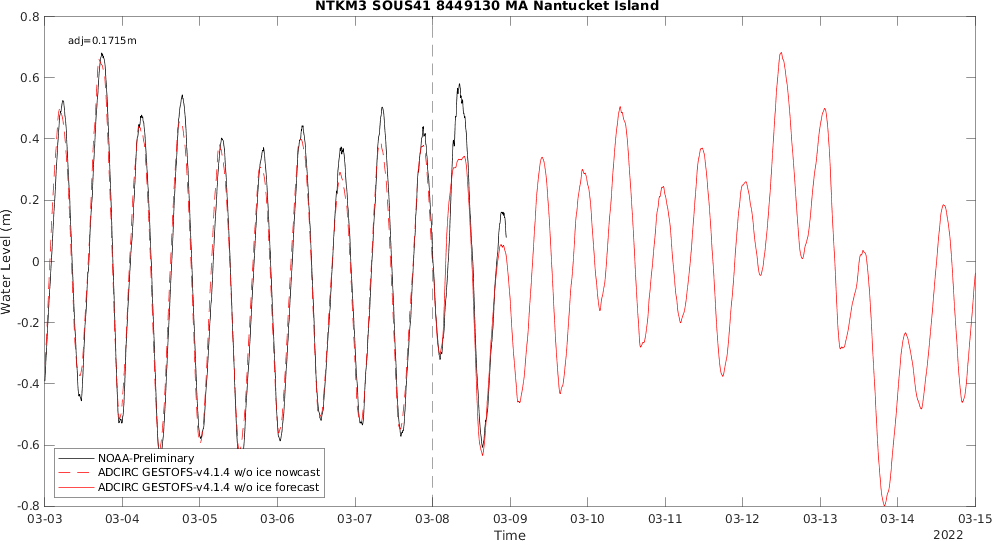 NTKM3 SOUS41 8449130 MA Nantucket Island
adj=0.1715m
0.8
0.6
0.4
0.2
0
-0.2
-0.4
-0.6
-0.8
Water Level (m)
NOAA-Preliminary
ADCIRC GESTOFS-v4.1.4 w/o ice nowcast
ADCIRC GESTOFS-v4.1.4 w/o ice forecast
03-03 03-04 03-05 03-06 03-07 03-08 03-09 03-10 03-11 03-12 03-13 03-14 03-15
Time
2022